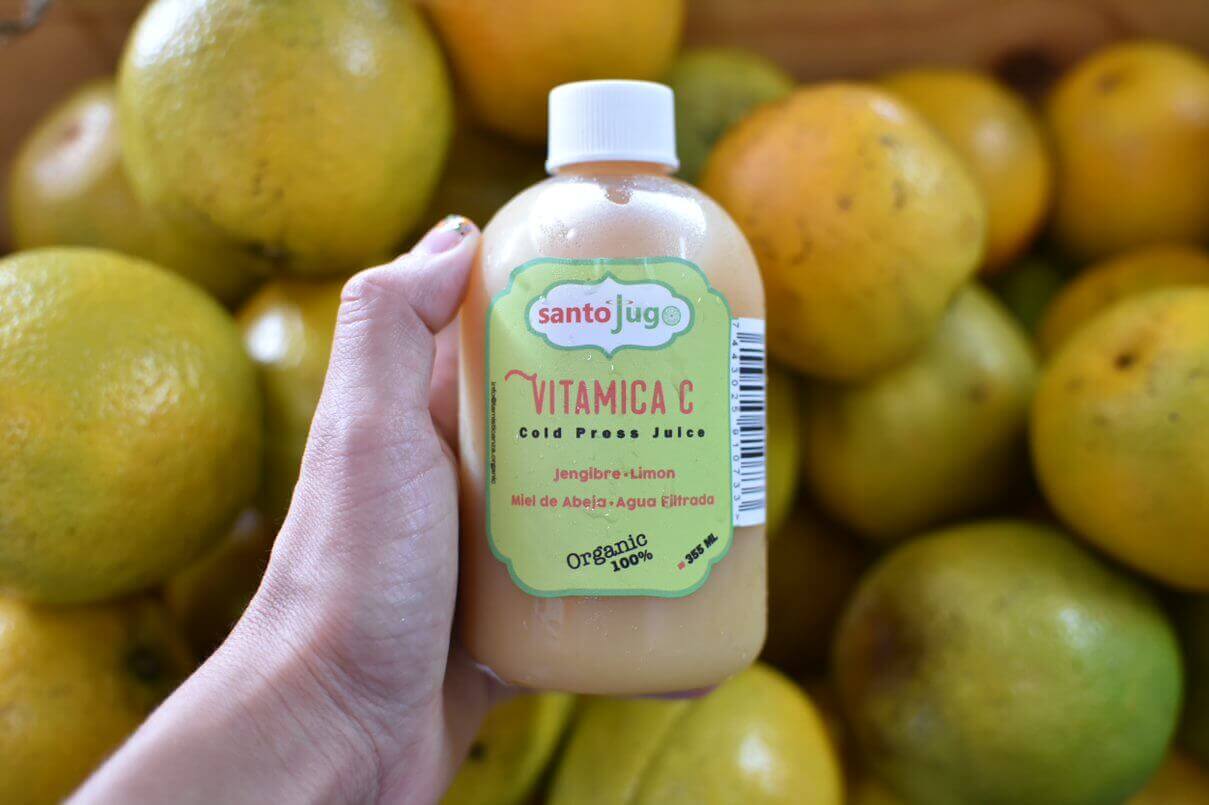 santo Jugo
VITAMICA C
Cold Press Juice
Jengibre•Limon
Miel de Abeja•Agua Filtrada
Organic
100%
355 ML